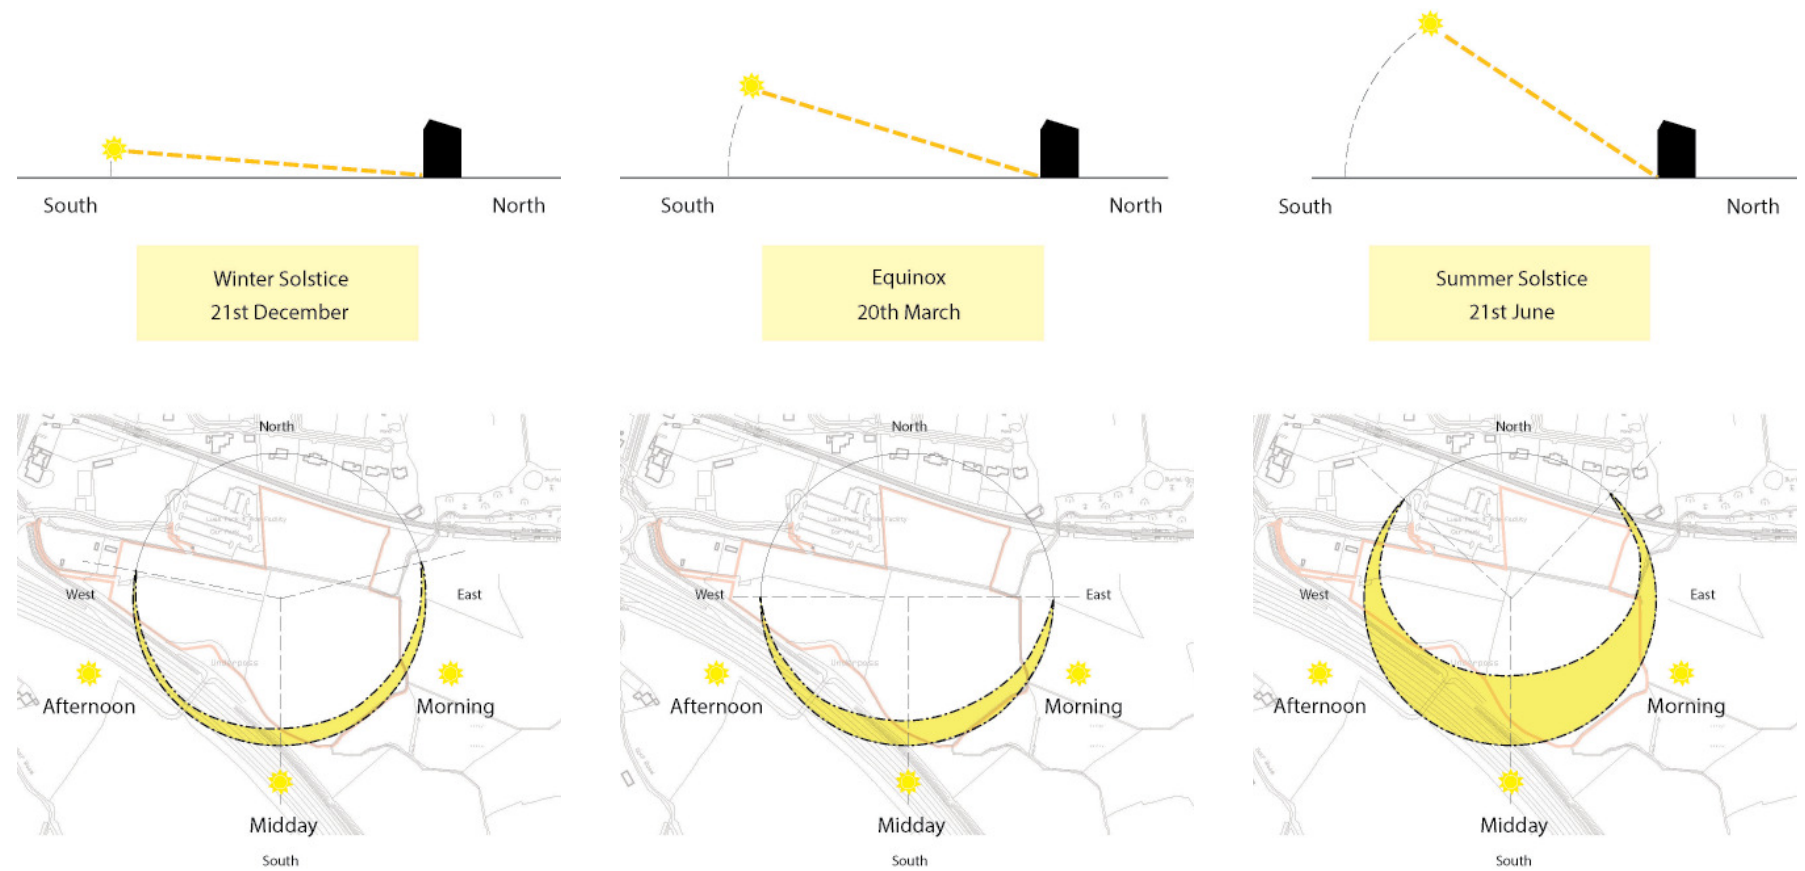 South
North
South
North
South
North
Winter Solstice
21st December
Equinox
20th March
Summer Solstice
21st June
North
West
East
Underpass
Afternoon
Morning
Midday
South
North
West
East
Underpass
Afternoon
Morning
Midday
South
North
West
East
Afternoon
Morning
Midday
South